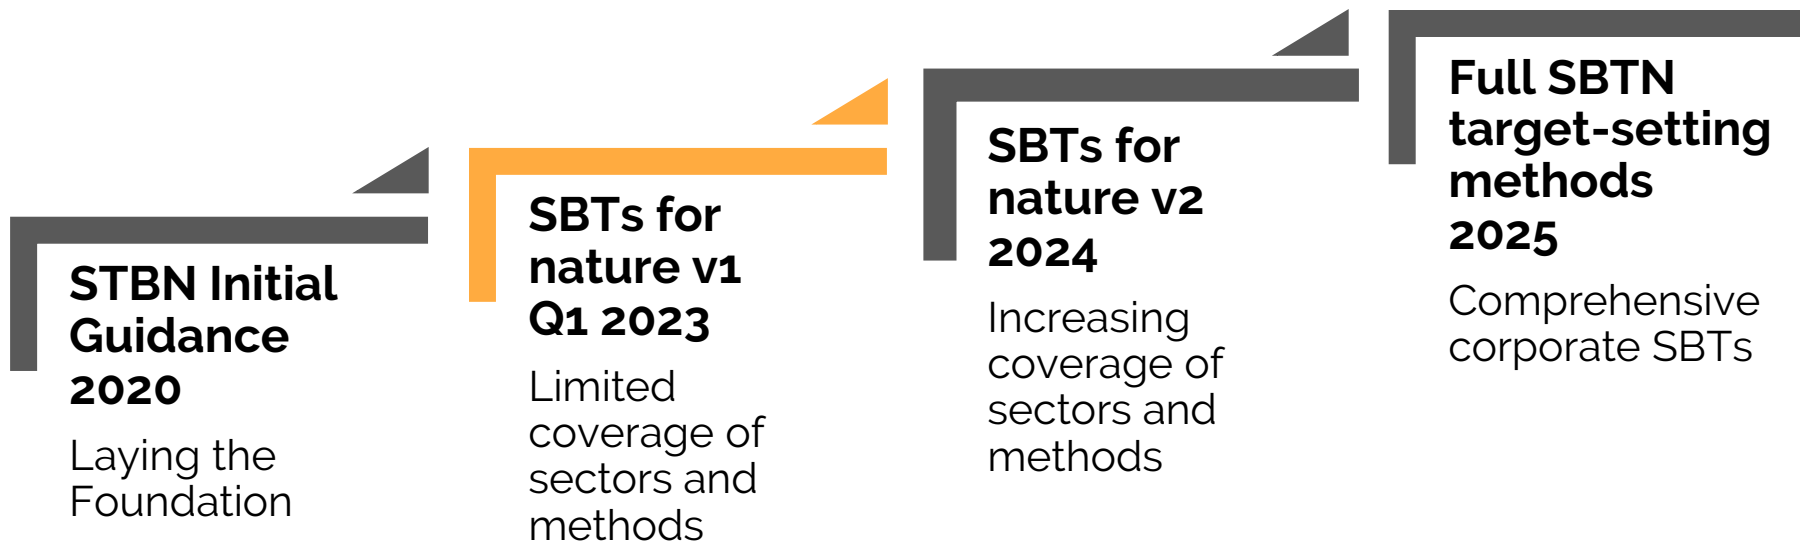 STBN Initial
Guidance
2020
Laying the
Foundation
SBTs for
nature v1
Q1 2023
Limited
coverage of
sectors and
methods
SBTs for
nature v2
2024
Increasing
coverage of
sectors and
methods
Full SBTN
target-setting
methods
2025
Comprehensive
corporate SBTs